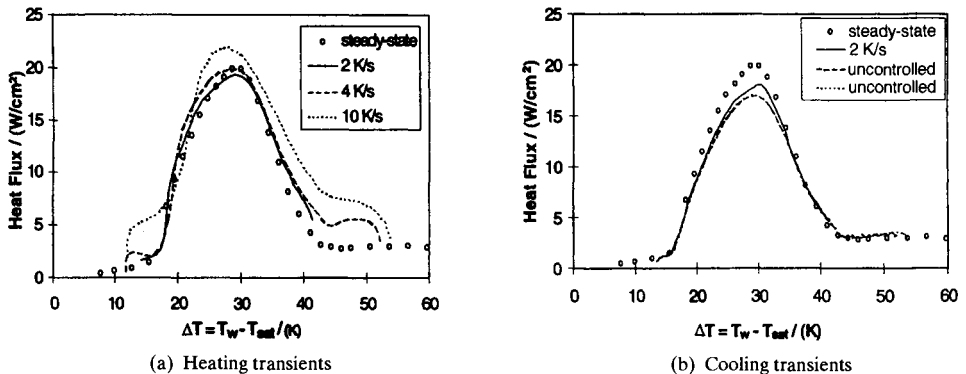 25
20
15
10
5
0
Heat Flux / (W/cm²)
steady-state
2 K/s
4 K/s
10 K/s
0 10 20 30 40 50 60
ΔT = Tw - Tsat / (K)
(a) Heating transients
25
20
15
10
5
0
Heat Flux / (W/cm²)
steady-state
2 K/s
uncontrolled
uncontrolled
0 10 20 30 40 50 60
ΔT = Tw - Tsat / (K)
(b) Cooling transients